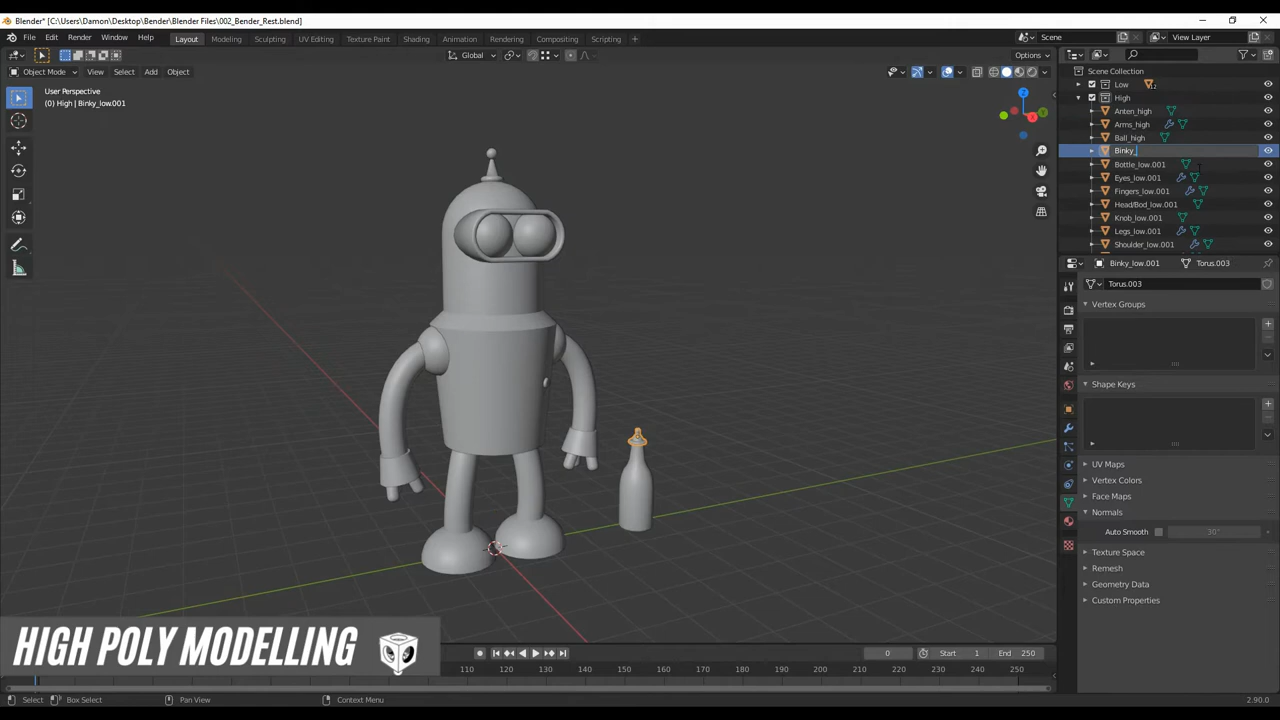 Blender* [C:\Users\Damon\Desktop\Bender\Blender Files\002_Bender_Rest.blend]
File Edit Render Window Help Layout Modeling Sculpting UV Editing Texture Paint Shading Animation Rendering Compositing Scripting + Scene View Layer
Global Options
Object Mode View Select Add Object
Scene Collection
User Perspective
(0) High | Binky_low.001
Low 12
High
Anten_high
Arms_high
Ball_high
Binky_
Bottle_low.001
Eyes_low.001
Fingers_low.001
Head/Bod_low.001
Knob_low.001
Legs_low.001
Shoulder_low.001
Binky_low.001 Torus.003
Torus.003
Vertex Groups
Shape Keys
UV Maps
Vertex Colors
Face Maps
Normals
Auto Smooth 30°
Texture Space
Remesh
Geometry Data
Custom Properties
X
Z
HIGH POLY MODELLING
0 Start 1 End 250
110 120 130 140 150 160 170 180 190 200 210 220 230 240 250
Select Box Select Pan View Context Menu 2.90.0